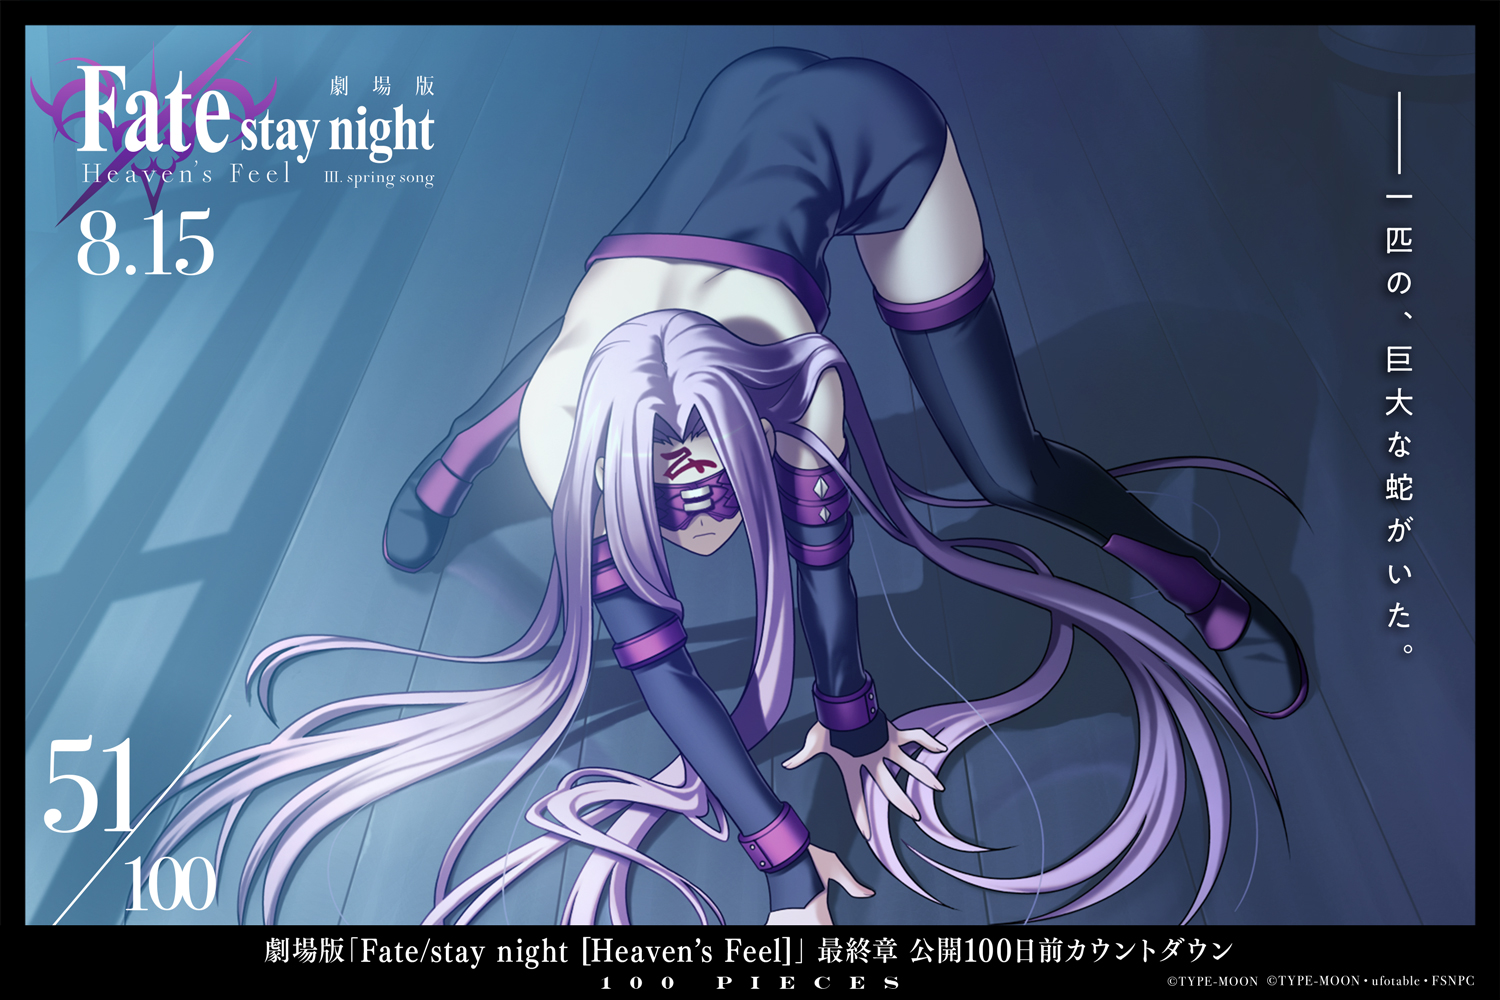 劇場版
Fate stay night
Heaven's Feel III. spring song
8.15
――一匹の、巨大な蛇がいた。
51/100
劇場版「Fate/stay night [Heaven's Feel]」 最終章 公開100日前カウントダウン
100 PIECES
©TYPE-MOON ©TYPE-MOON・ufotable・FSNPC